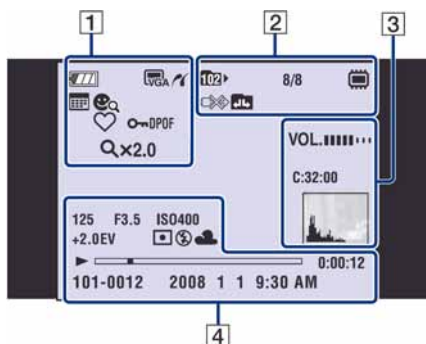 1
2
3
VGA
102
8/8
DPOF
×2.0
VOL.
C:32:00
125 F3.5 ISO400
+2.0EV
0:00:12
101-0012 2008 1 1 9:30 AM
4